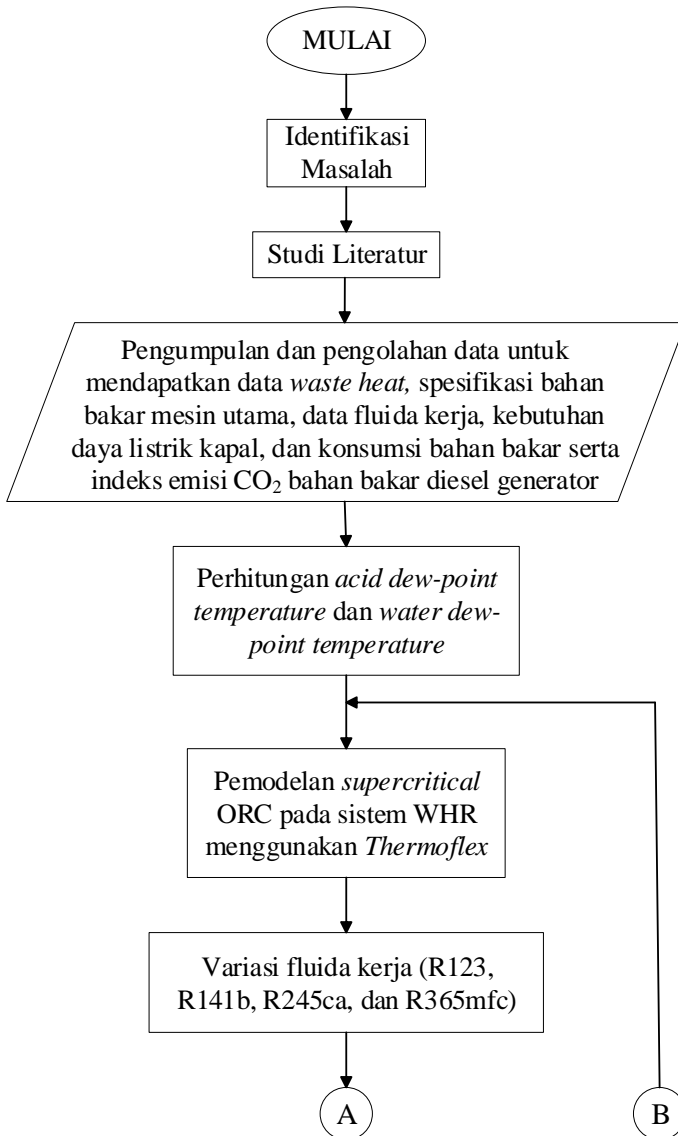 MULAI
Identifikasi
Masalah
Studi Literatur
Pengumpulan dan pengolahan data untuk
mendapatkan data waste heat, spesifikasi bahan
bakar mesin utama, data fluida kerja, kebutuhan
daya listrik kapal, dan konsumsi bahan bakar serta
indeks emisi CO₂ bahan bakar diesel generator
Perhitungan acid dew-point
temperature dan water dew-
point temperature
Pemodelan supercritical
ORC pada sistem WHR
menggunakan Thermoflex
Variasi fluida kerja (R123,
R141b, R245ca, dan R365mfc)
A
B